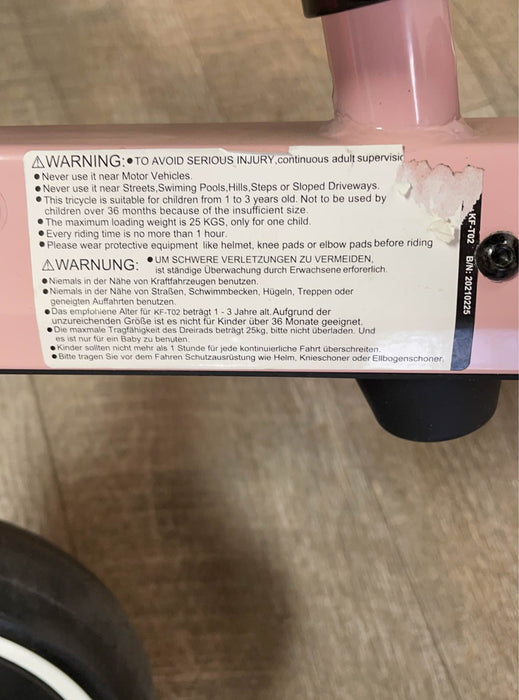 ⚠WARNING:●TO AVOID SERIOUS INJURY,continuous adult supervisic
●Never use it near Motor Vehicles.
●Never use it near Streets,Swiming Pools,Hills,Steps or Sloped Driveways.
●This tricycle is suitable for children from 1 to 3 years old. Not to be used by
children over 36 months because of the insufficient size.
●The maximum loading weight is 25 KGS, only for one child.
●Every riding time is no more than 1 hour.
●Please wear protective equipment like helmet, knee pads or elbow pads before riding
⚠WARNUNG: ●UM SCHWERE VERLETZUNGEN ZU VERMEIDEN,
ist ständige Überwachung durch Erwachsene erforerlich.
●Niemals in der Nähe von Kraftfahrzeugen benutzen.
●Niemals in der Nähe von Straßen, Schwimmbecken, Hügeln, Treppen oder
geneigten Auffahrten benutzen.
●Das empfohlene Alter für KF-T02 beträgt 1 - 3 Jahre alt.Aufgrund der
unzureichenden Größe ist es nicht für Kinder über 36 Monate geeignet.
●Die maxmale Tragfähigkeit des Dreirads beträgt 25kg, bitte nicht überladen. Und
es ist nur für ein Baby zu benuten.
●Kinder sollten nicht mehr als 1 Stunde für jede kontinuierliche Fahrt überschreiten.
●Bitte tragen Sie vor dem Fahren Schutzausrüstung wie Helm, Knieschoner oder Ellbogenschoner.
KF-T02 B/N: 20210225